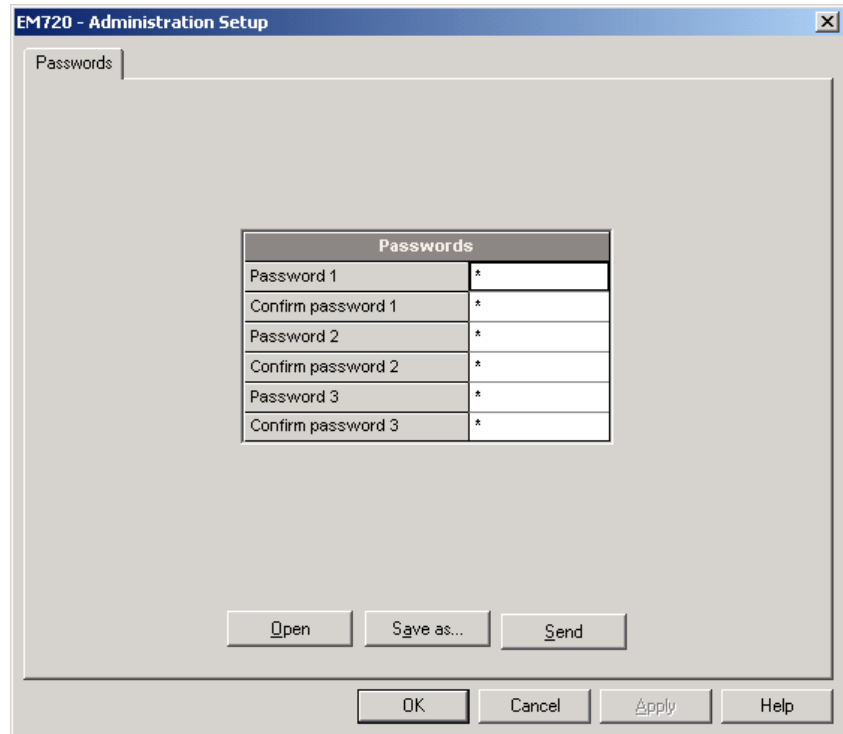 EM720 - Administration Setup
Passwords
Passwords
Password 1 *
Confirm password 1 *
Password 2 *
Confirm password 2 *
Password 3 *
Confirm password 3 *
Open Save as... Send
OK Cancel Apply Help